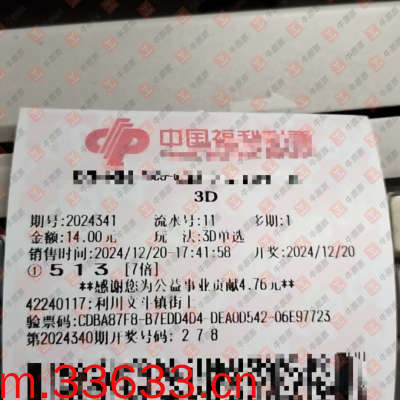 中国福利彩票
3D
期号:2024341 流水号:11 多期:1
金额:14.00元 玩 法:3D单选
销售时间:2024/12/20-17:41:58 开奖:2024/12/20
① 5 1 3 [7倍]
**感谢您为公益事业贡献4.76元**
42240117:利川文斗镇街上
验票码:CDBA87F8-B7EDD4D4-DEA0D542-06E97723
第2024340期开奖号码: 2 7 8
m.33633.cn